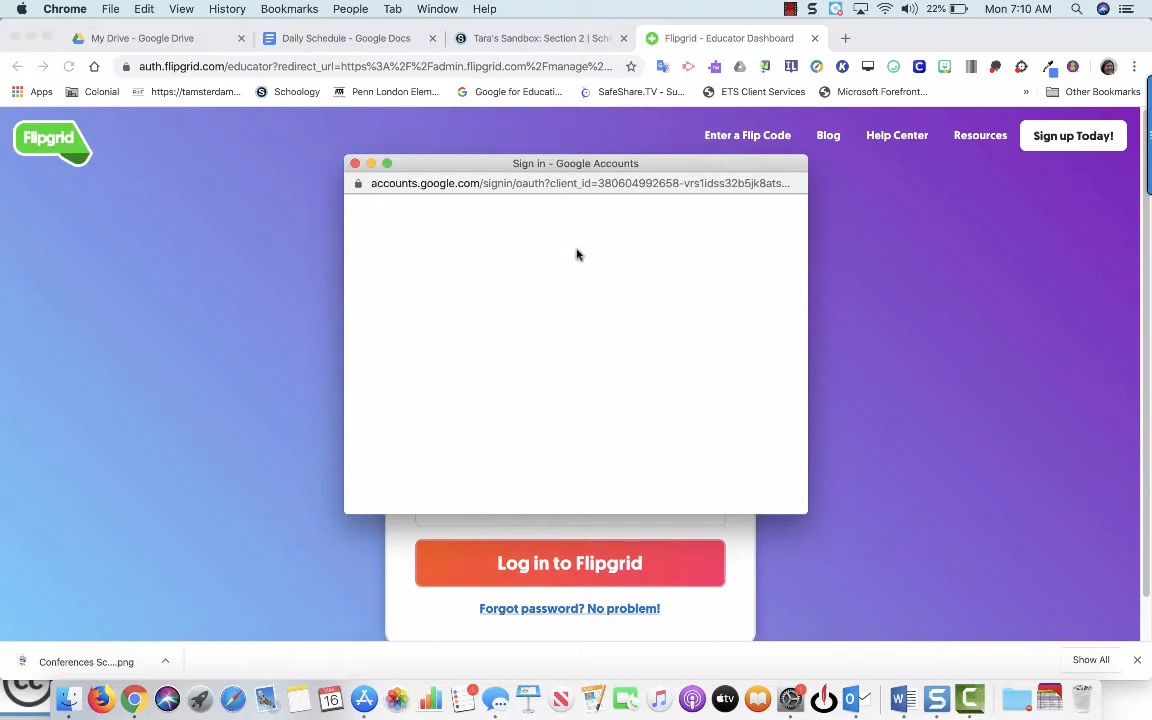 Chrome File Edit View History Bookmarks People Tab Window Help 22% Mon 7:10 AM
My Drive - Google Drive Daily Schedule - Google Docs Tara's Sandbox: Section 2 | Sch Flipgrid - Educator Dashboard
auth.flipgrid.com/educator?redirect_url=https%3A%2F%2Fadmin.flipgrid.com%2Fmanage%2...
Apps Colonial https://tamsterdam... Schoology Penn London Elem... Google for Educati... SafeShare.TV - Su... ETS Client Services Microsoft Forefront... » Other Bookmarks
Flipgrid Enter a Flip Code Blog Help Center Resources Sign up Today!
Sign in - Google Accounts
accounts.google.com/signin/oauth?client_id=380604992658-vrs1idss32b5jk8ats...
Log in to Flipgrid
Forgot password? No problem!
Conferences Sc....png Show All